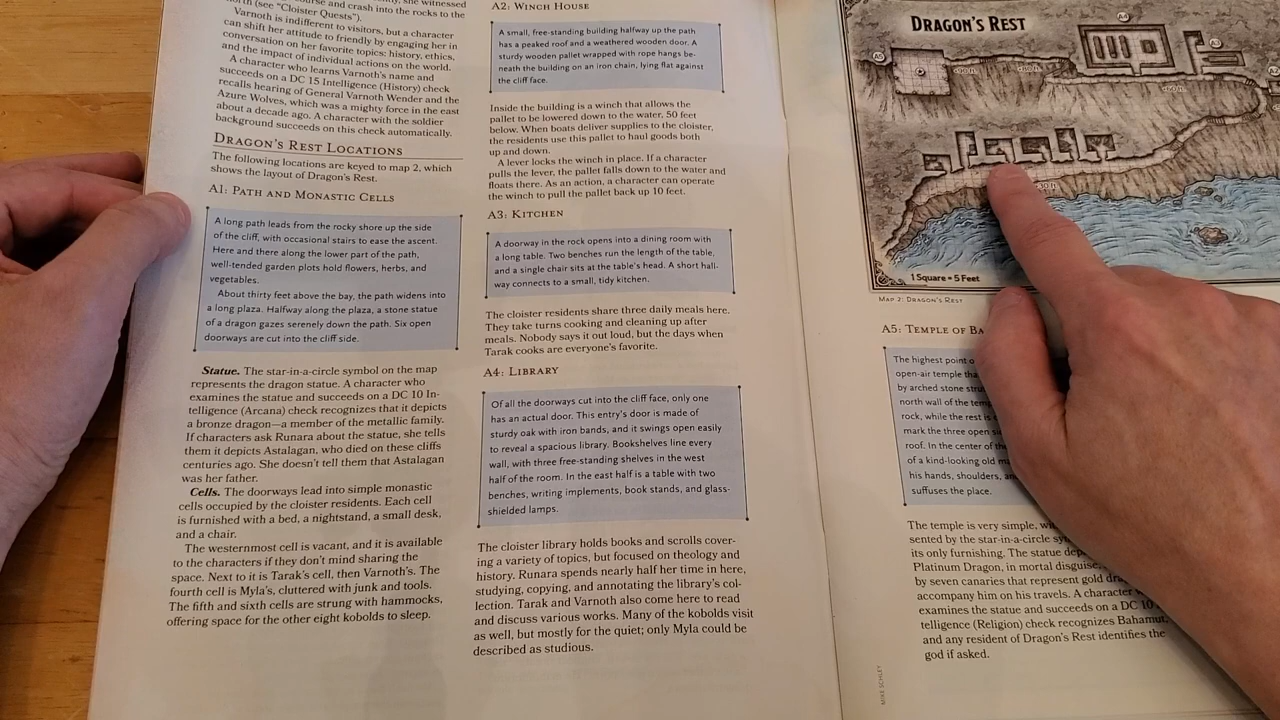 , she witnessed
and crash into the rocks to the
(see "Cloister Quests").
Varnoth is indifferent to visitors, but a character
can shift her attitude to friendly by engaging her in
conversation on her favorite topics: history, ethics,
and the impact of individual actions on the world.
A character who learns Varnoth's name and
succeeds on a DC 15 Intelligence (History) check
recalls hearing of General Varnoth Wender and the
Azure Wolves, which was a mighty force in the east
about a decade ago. A character with the soldier
background succeeds on this check automatically.
DRAGON'S REST LOCATIONS
The following locations are keyed to map 2, which
shows the layout of Dragon's Rest.
A1: PATH AND MONASTIC CELLS
A long path leads from the rocky shore up the side
of the cliff, with occasional stairs to ease the ascent.
Here and there along the lower part of the path,
well-tended garden plots hold flowers, herbs, and
vegetables.
About thirty feet above the bay, the path widens into
a long plaza. Halfway along the plaza, a stone statue
of a dragon gazes serenely down the path. Six open
doorways are cut into the cliff side.
Statue. The star-in-a-circle symbol on the map
represents the dragon statue. A character who
examines the statue and succeeds on a DC 10 In-
telligence (Arcana) check recognizes that it depicts
a bronze dragon—a member of the metallic family.
If characters ask Runara about the statue, she tells
them it depicts Astalagan, who died on these cliffs
centuries ago. She doesn't tell them that Astalagan
was her father.
Cells. The doorways lead into simple monastic
cells occupied by the cloister residents. Each cell
is furnished with a bed, a nightstand, a small desk,
and a chair.
The westernmost cell is vacant, and it is available
to the characters if they don't mind sharing the
space. Next to it is Tarak's cell, then Varnoth's. The
fourth cell is Myla's, cluttered with junk and tools.
The fifth and sixth cells are strung with hammocks,
offering space for the other eight kobolds to sleep.
A2: WINCH HOUSE
A small, free-standing building halfway up the path
has a peaked roof and a weathered wooden door. A
sturdy wooden pallet wrapped with rope hangs be-
neath the building on an iron chain, lying flat against
the cliff face.
Inside the building is a winch that allows the
pallet to be lowered down to the water, 50 feet
below. When boats deliver supplies to the cloister,
the residents use this pallet to haul goods both
up and down.
A lever locks the winch in place. If a character
pulls the lever, the pallet falls down to the water and
floats there. As an action, a character can operate
the winch to pull the pallet back up 10 feet.
A3: KITCHEN
A doorway in the rock opens into a dining room with
a long table. Two benches run the length of the table,
and a single chair sits at the table's head. A short hall-
way connects to a small, tidy kitchen.
The cloister residents share three daily meals here.
They take turns cooking and cleaning up after
meals. Nobody says it out loud, but the days when
Tarak cooks are everyone's favorite.
A4: LIBRARY
Of all the doorways cut into the cliff face, only one
has an actual door. This entry's door is made of
sturdy oak with iron bands, and it swings open easily
to reveal a spacious library. Bookshelves line every
wall, with three free-standing shelves in the west
half of the room. In the east half is a table with two
benches, writing implements, book stands, and glass-
shielded lamps.
The cloister library holds books and scrolls cover-
ing a variety of topics, but focused on theology and
history. Runara spends nearly half her time in here,
studying, copying, and annotating the library's col-
lection. Tarak and Varnoth also come here to read
and discuss various works. Many of the kobolds visit
as well, but mostly for the quiet; only Myla could be
described as studious.
DRAGON'S REST
A4
A5
A3
1 Square = 5 Feet
MAP 2: DRAGON'S REST
A5: TEMPLE OF
The highest point
open-air temple
by arched stone
north wall of the
rock, while the rest is
mark the three open
roof. In the center of
of a kind-looking old
his hands, shoulders,
suffuses the place.
The temple is very simple,
sented by the star-in-a-circle
its only furnishing. The statue
Platinum Dragon, in mortal disguise,
by seven canaries that represent gold
accompany him on his travels. A character
examines the statue and succeeds on a DC 10
telligence (Religion) check recognizes Bahamut,
and any resident of Dragon's Rest identifies the
god if asked.
MIKE SCHLEY